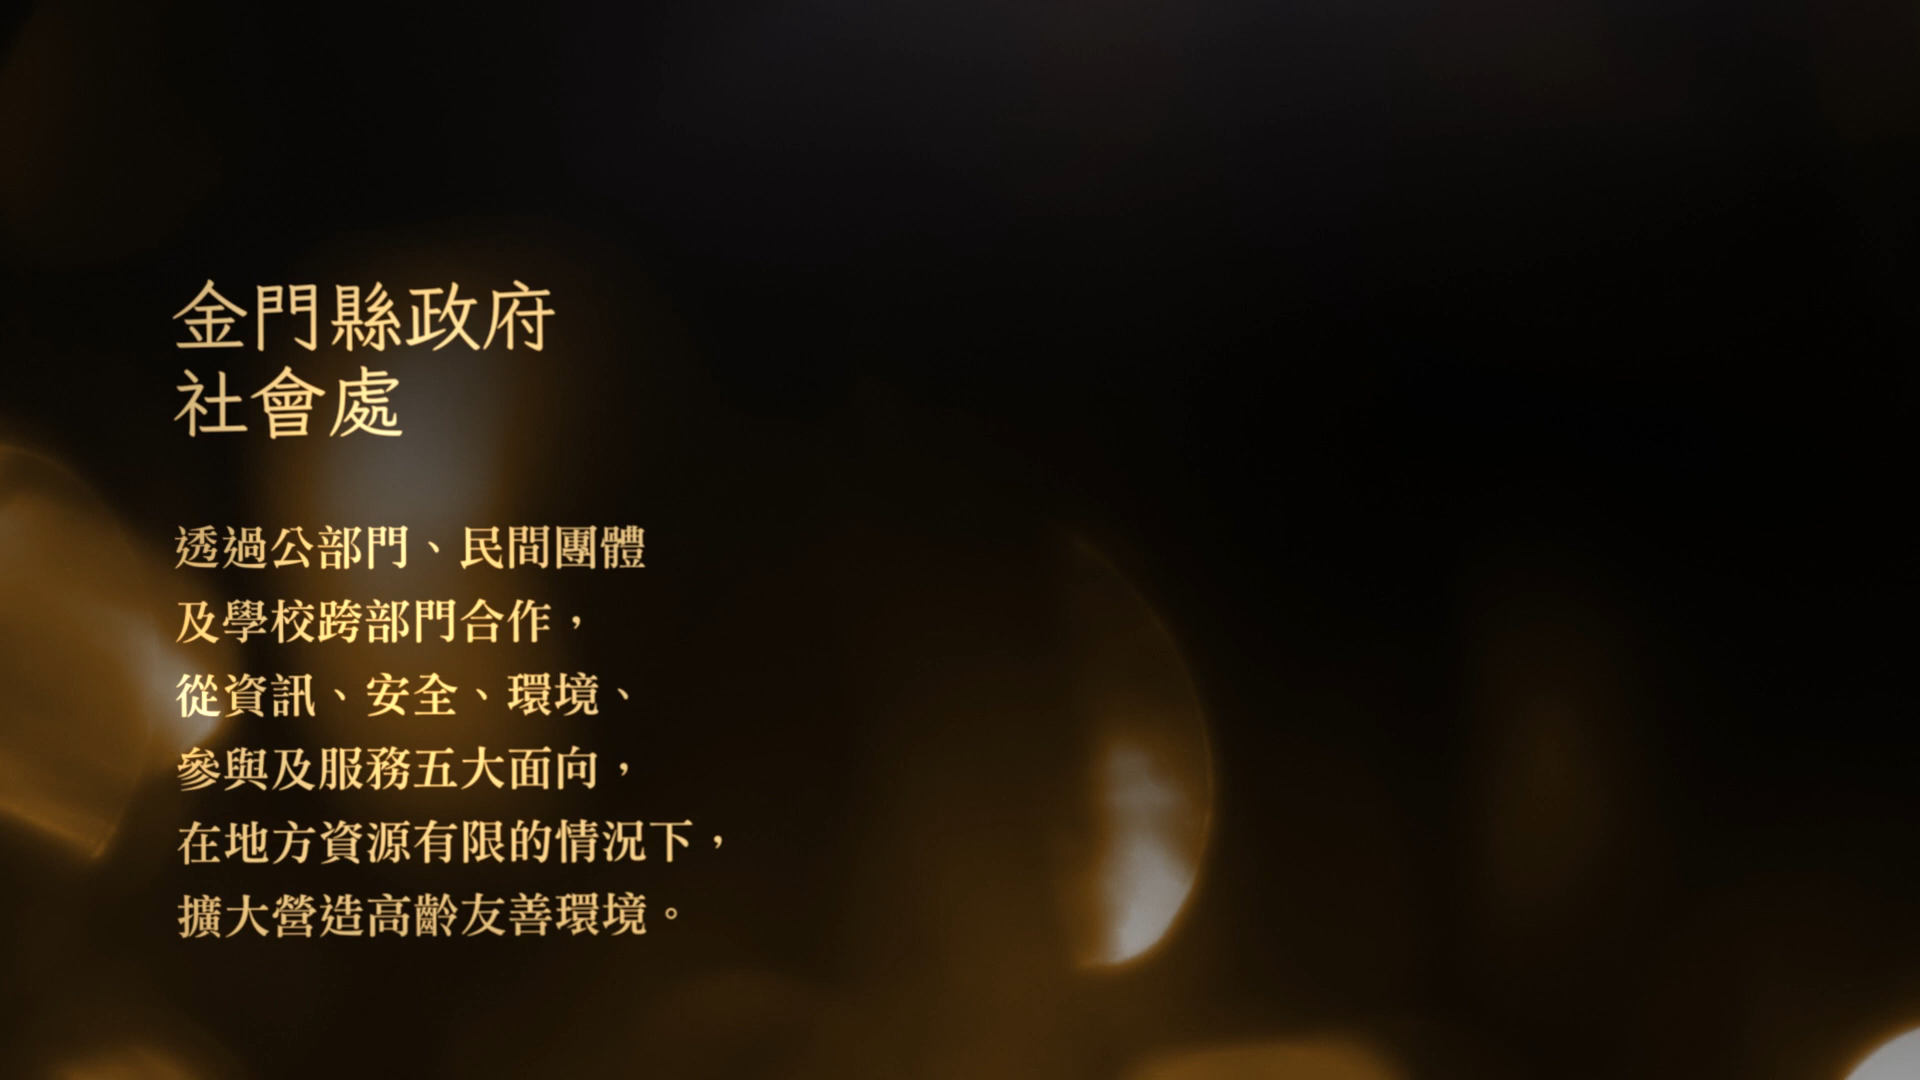 金門縣政府
社會處
透過公部門、民間團體
及學校跨部門合作，
從資訊、安全、環境、
參與及服務五大面向，
在地方資源有限的情況下，
擴大營造高齡友善環境。